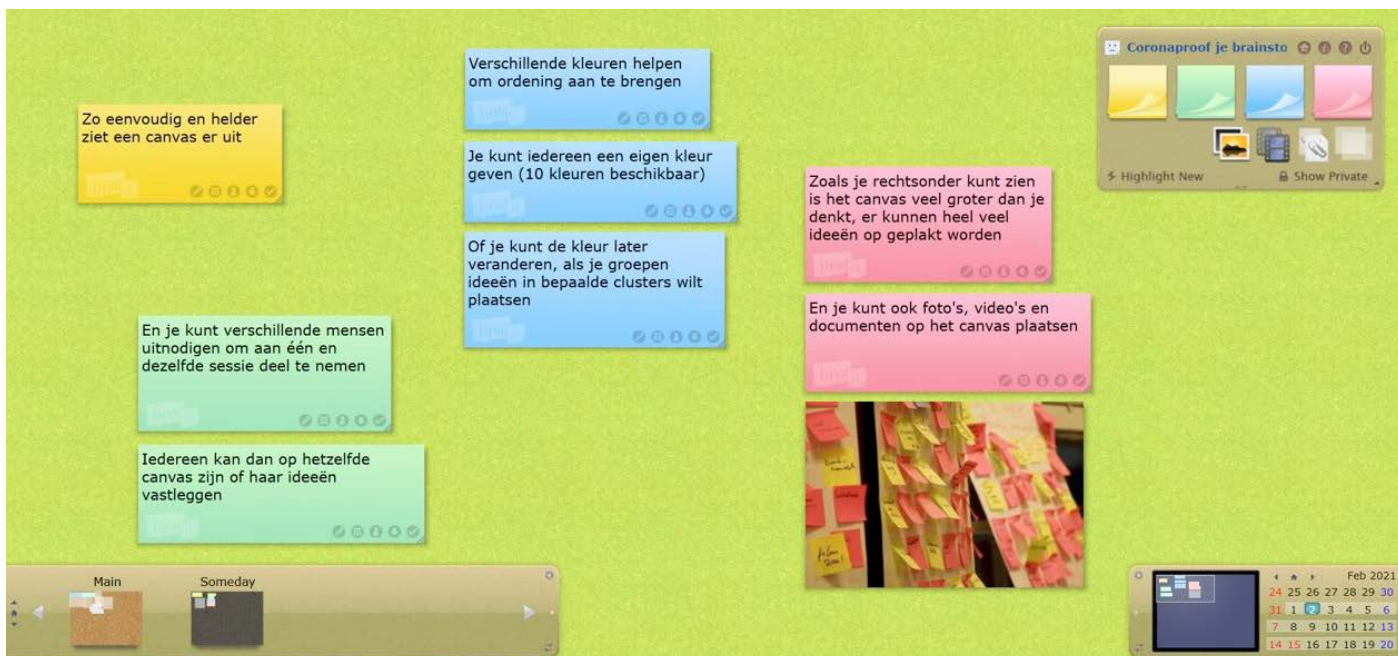 Zo eenvoudig en helder
ziet een canvas er uit
En je kunt verschillende mensen
uitnodigen om aan één en
dezelfde sessie deel te nemen
Iedereen kan dan op hetzelfde
canvas zijn of haar ideeën
vastleggen
Verschillende kleuren helpen
om ordening aan te brengen
Je kunt iedereen een eigen kleur
geven (10 kleuren beschikbaar)
Of je kunt de kleur later
veranderen, als je groepen
ideeën in bepaalde clusters wilt
plaatsen
Zoals je rechtsonder kunt zien
is het canvas veel groter dan je
denkt, er kunnen heel veel
ideeën op geplakt worden
En je kunt ook foto's, video's en
documenten op het canvas plaatsen
Coronaproof je brainsto
Highlight New
Show Private
Main
Someday
Feb 2021
24 25 26 27 28 29 30
31 1 2 3 4 5 6
7 8 9 10 11 12 13
14 15 16 17 18 19 20